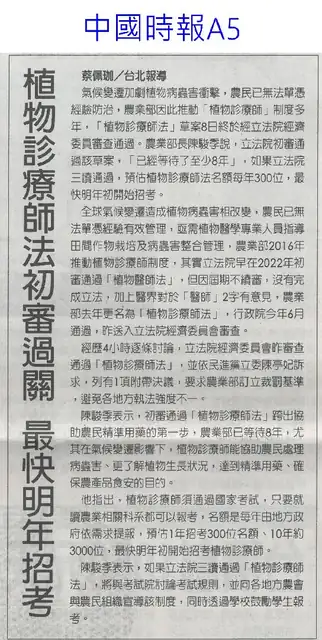 中國時報A5
植物診療師法初審過關 最快明年招考
蔡佩珈／台北報導
氣候變遷加劇植物病蟲害衝擊，農民已無法單憑
經驗防治，農業部因此推動「植物診療師」制度多
年，「植物診療師法」草案8日終於經立法院經濟
委員會審查通過。農業部長陳駿季說，立法院初審通
過該草案，「已經等待了至少8年」，如果立法院
三讀通過，預估植物診療師法名額每年300位，最
快明年初開始招考。
全球氣候變遷造成植物病蟲害相改變，農民已無
法單憑經驗有效管理，亟需植物醫學專業人員指導
田間作物栽培及病蟲害整合管理，農業部2016年
推動植物診療師制度，其實立法院早在2022年初
審通過「植物醫師法」，但因屆期不續審，沒有完
成立法，加上醫界對於「醫師」2字有意見，農業
部去年更名為「植物診療師法」，行政院今年6月
通過，昨送入立法院經濟委員會審查。
經歷4小時逐條討論，立法院經濟委員會昨審查
通過「植物診療師法」，並依民進黨立委陳亭妃訴
求，列有1項附帶決議，要求農業部訂立裁罰基準
，避免各地方執法強度不一。
陳駿季表示，初審通過「植物診療師法」跨出協
助農民精準用藥的第一步，農業部已等待8年，尤
其在氣候變遷影響下，植物診療師能協助農民處理
病蟲害、更了解植物生長狀況，達到精準用藥、確
保農產品食安的目的。
他指出，植物診療師須通過國家考試，只要就
讀農業相關科系都可以報考，名額是每年由地方政
府依需求提報，預估1年招考300位名額、10年約
3000位，最快明年初開始招考植物診療師。
陳駿季表示，如果立法院三讀通過「植物診療師
法」，將與考試院討論考試規則，並向各地方農會
與農民組織宣導該制度，同時透過學校鼓勵學生報
考。